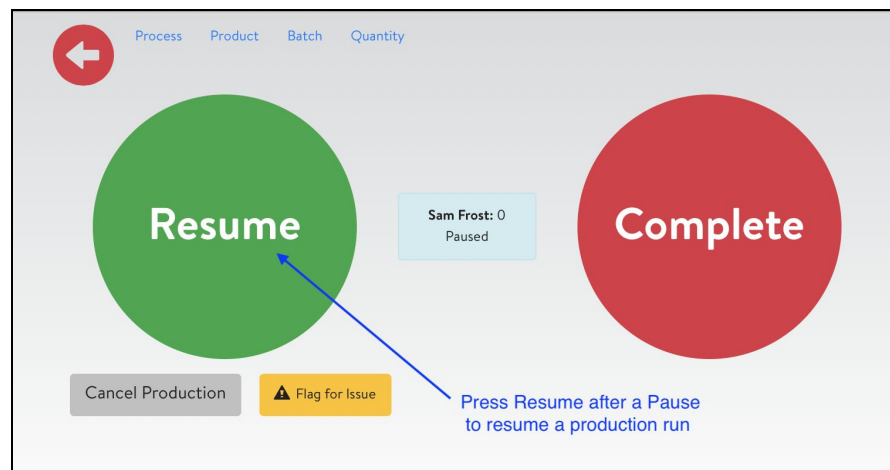 Process Product Batch Quantity
Resume
Sam Frost: 0
Paused
Complete
Cancel Production
Flag for Issue
Press Resume after a Pause
to resume a production run